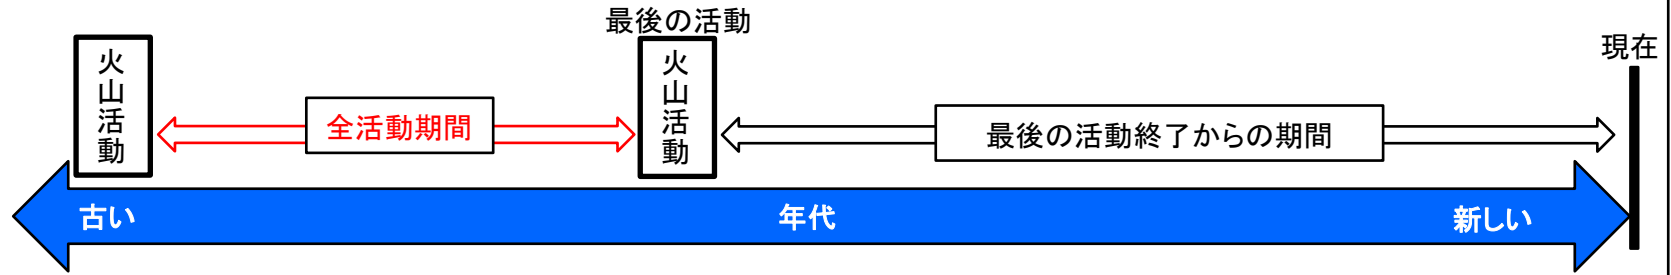 最後の活動
火山活動
全活動期間
火山活動
最後の活動終了からの期間
現在
古い
年代
新しい